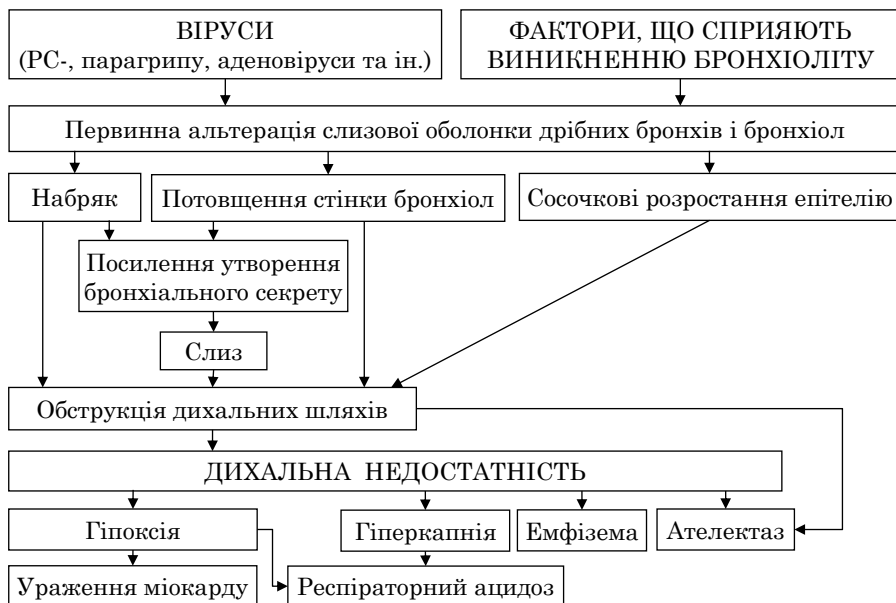 ВІРУСИ
(РС-, парагрипу, аденовіруси та ін.)
ФАКТОРИ, ЩО СПРИЯЮТЬ
ВИНИКНЕННЮ БРОНХІОЛІТУ
Первинна альтерація слизової оболонки дрібних бронхів і бронхіол
Набряк
Потовщення стінки бронхіол
Сосочкові розростання епітелію
Посилення утворення
бронхіального секрету
Слиз
Обструкція дихальних шляхів
ДИХАЛЬНА НЕДОСТАТНІСТЬ
Гіпоксія
Гіперкапнія
Емфізема
Ателектаз
Ураження міокарду
Респіраторний ацидоз